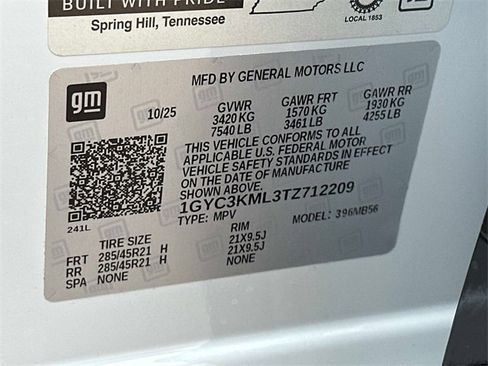 BUILT WITH PRIDE
Spring Hill, Tennessee
LOCAL 1853
MFD BY GENERAL MOTORS LLC
gm
10/25 GVWR GAWR FRT GAWR RR
3420 KG 1570 KG 1930 KG
7540 LB 3461 LB 4255 LB
THIS VEHICLE CONFORMS TO ALL
APPLICABLE U.S. FEDERAL MOTOR
VEHICLE SAFETY STANDARDS IN EFFECT
ON THE DATE OF MANUFACTURE SHOWN ABOVE.
1GYC3KML3TZ712209
TYPE: MPV MODEL: 396MB56
241L
TIRE SIZE RIM
FRT 285/45R21 H 21X9.5J
RR 285/45R21 H 21X9.5J
SPA NONE NONE